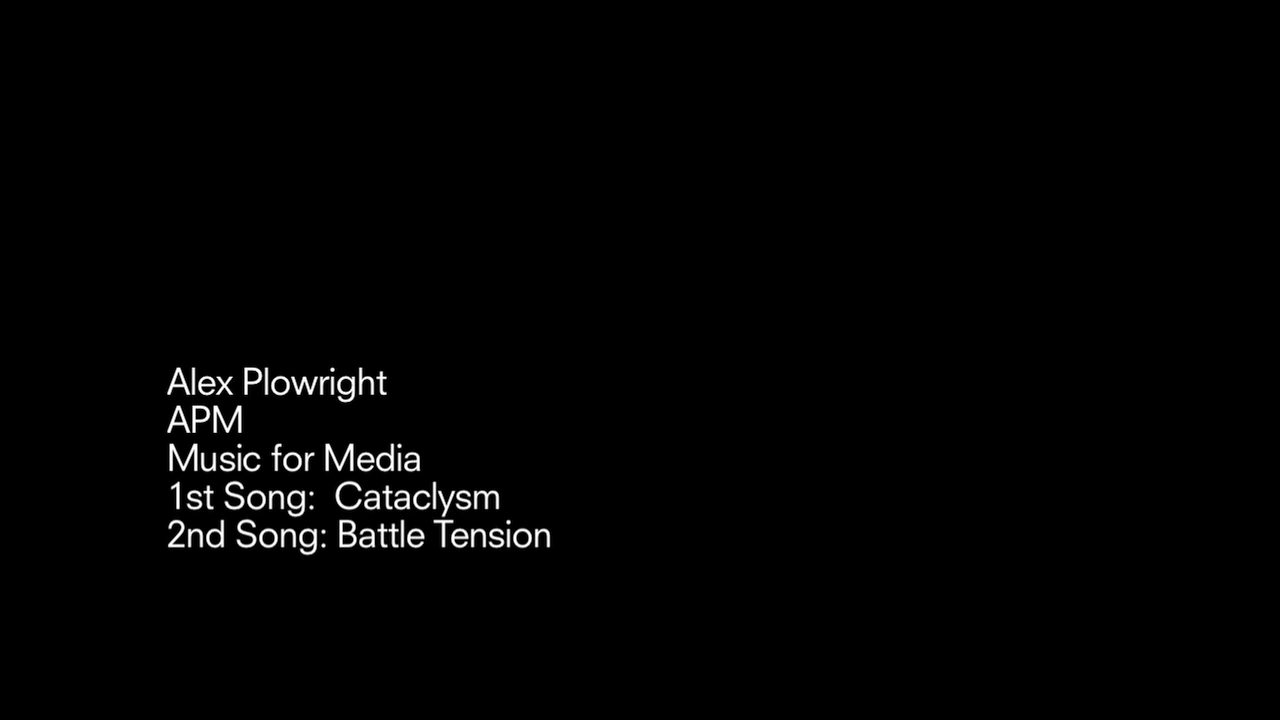 Alex Plowright
APM
Music for Media
1st Song:  Cataclysm
2nd Song: Battle Tension